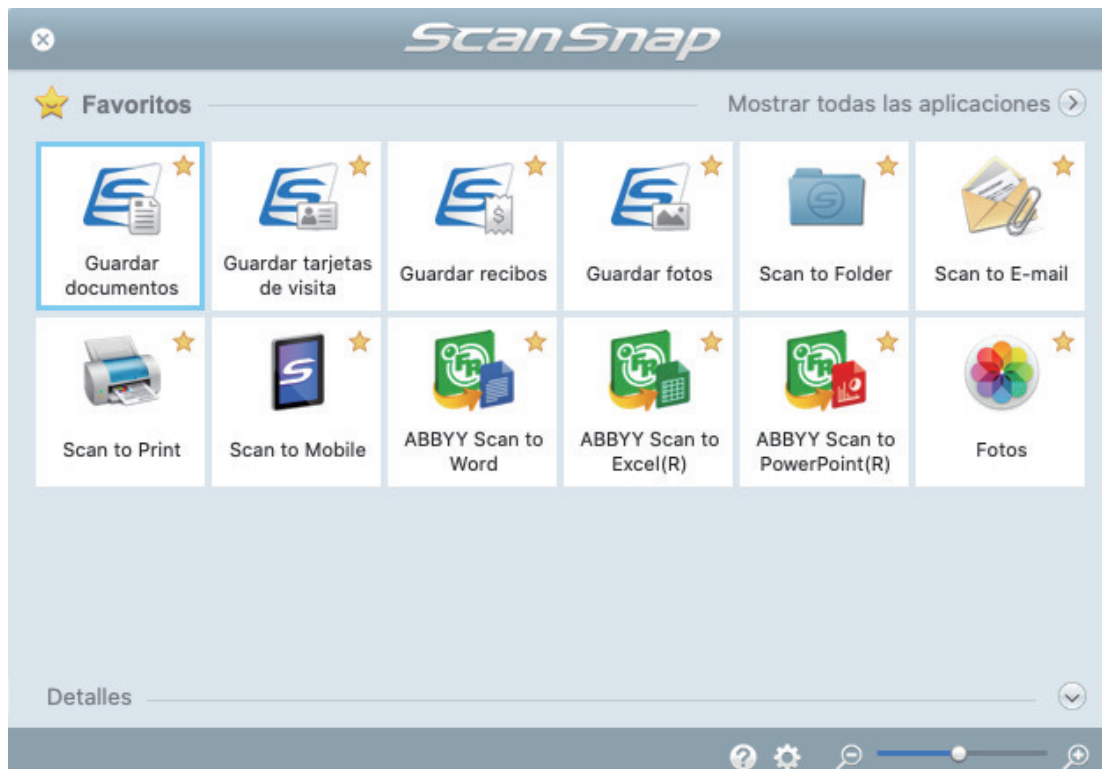 ScanSnap
Favoritos
Mostrar todas las aplicaciones
Guardar
documentos
Guardar tarjetas
de visita
Guardar recibos
Guardar fotos
Scan to Folder
Scan to E-mail
Scan to Print
Scan to Mobile
ABBYY Scan to
Word
ABBYY Scan to
Excel(R)
ABBYY Scan to
PowerPoint(R)
Fotos
Detalles